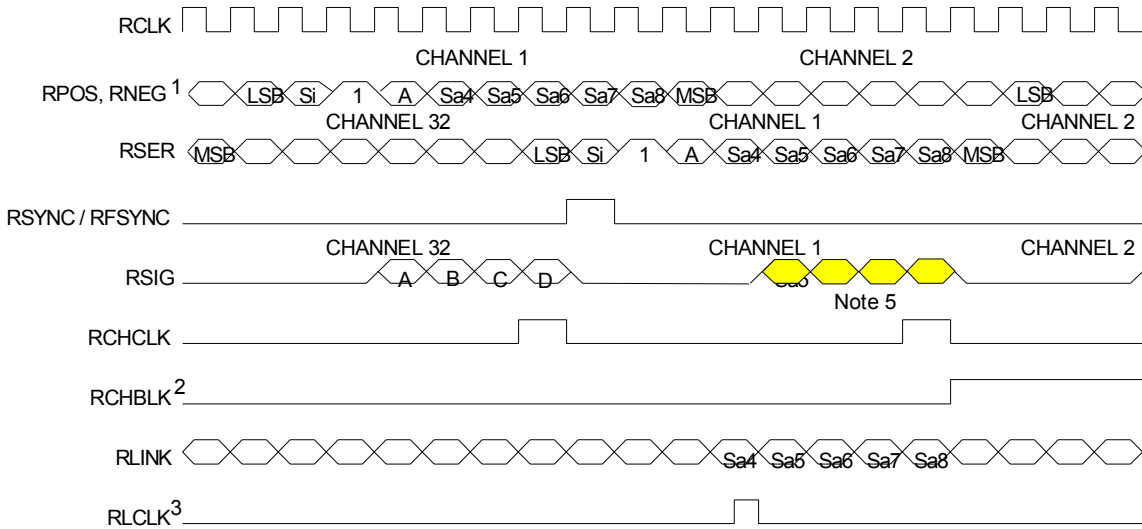 RCLK
CHANNEL 1 CHANNEL 2
RPOS, RNEG 1 LSB Si 1 A Sa4 Sa5 Sa6 Sa7 Sa8 MSB LSB
CHANNEL 32 CHANNEL 1 CHANNEL 2
RSER MSB LSB Si 1 A Sa4 Sa5 Sa6 Sa7 Sa8 MSB
RSYNC / RFSYNC
CHANNEL 32 CHANNEL 1 CHANNEL 2
RSIG A B C D
Note 5
RCHCLK
RCHBLK 2
RLINK Sa4 Sa5 Sa6 Sa7 Sa8
RLCLK 3